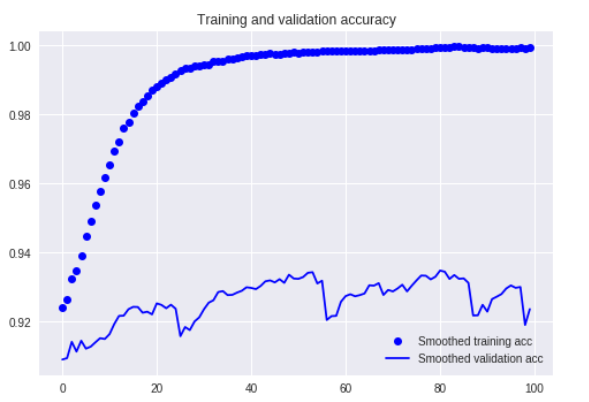 Training and validation accuracy
1.00
0.98
0.96
0.94
0.92
Smoothed training acc
Smoothed validation acc
0 20 40 60 80 100